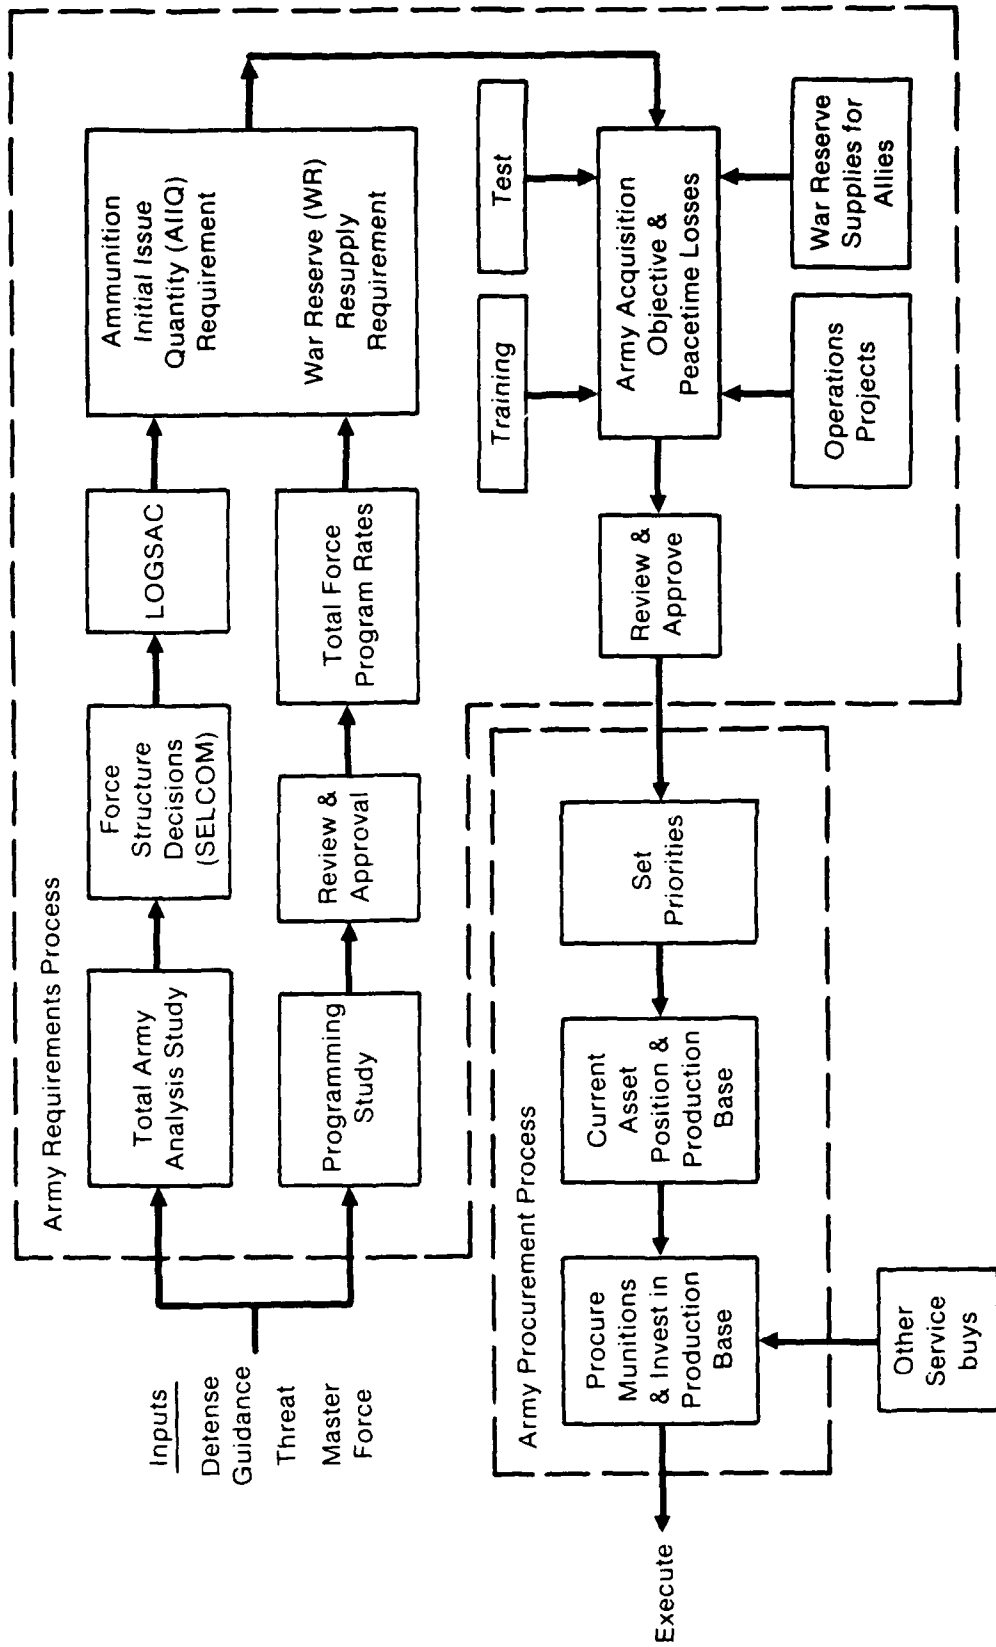 Inputs
Defense
Guidance
Threat
Master
Force
Army Requirements Process
Total Army
Analysis Study
Force
Structure
Decisions
(SELCOM)
LOGSAC
Ammunition
Initial Issue
Quantity (AIIQ)
Requirement
War Reserve (WR)
Resupply
Requirement
Programming
Study
Review &
Approval
Total Force
Program Rates
Training
Test
Army Acquisition
Objective &
Peacetime Losses
Operations
Projects
War Reserve
Supplies for
Allies
Review &
Approve
Army Procurement Process
Set
Priorities
Current
Asset
Position &
Production
Base
Procure
Munitions
& Invest in
Production
Base
Other
Service
buys
Execute